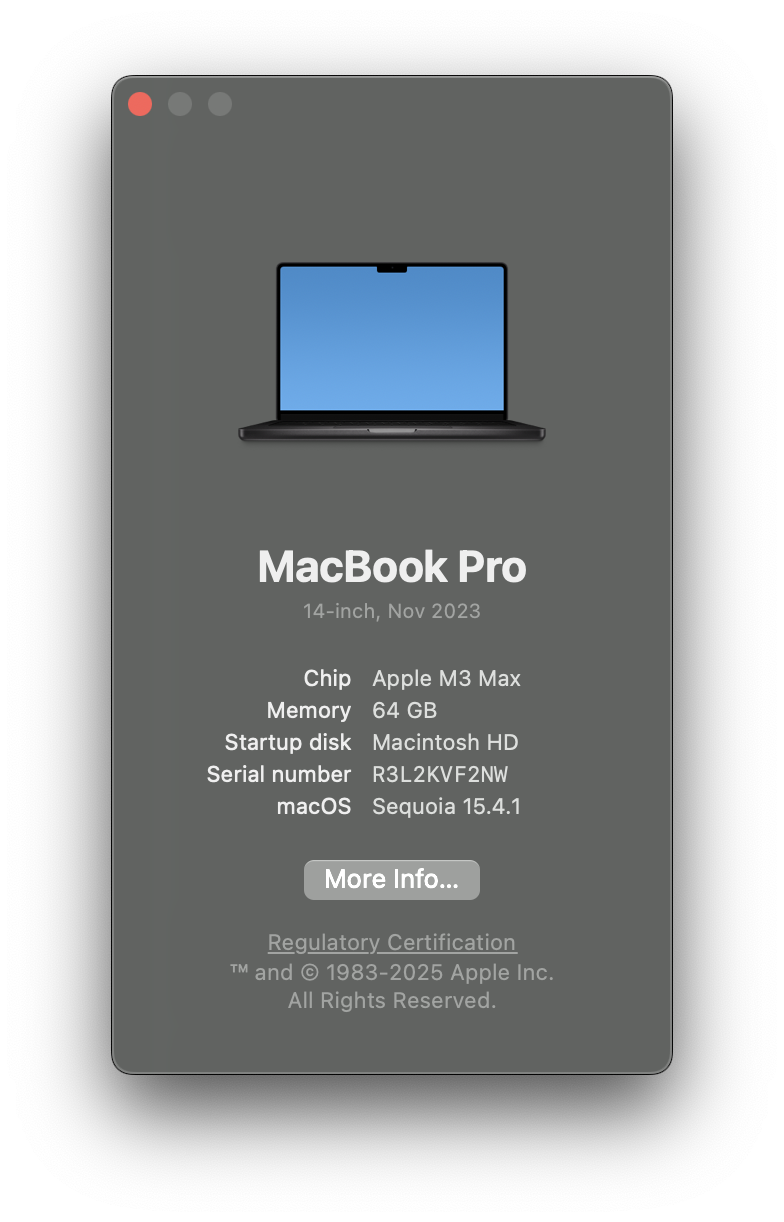 MacBook Pro
14-inch, Nov 2023
Chip Apple M3 Max
Memory 64 GB
Startup disk Macintosh HD
Serial number R3L2KVF2NW
macOS Sequoia 15.4.1
More Info...
Regulatory Certification
™ and © 1983-2025 Apple Inc.
All Rights Reserved.